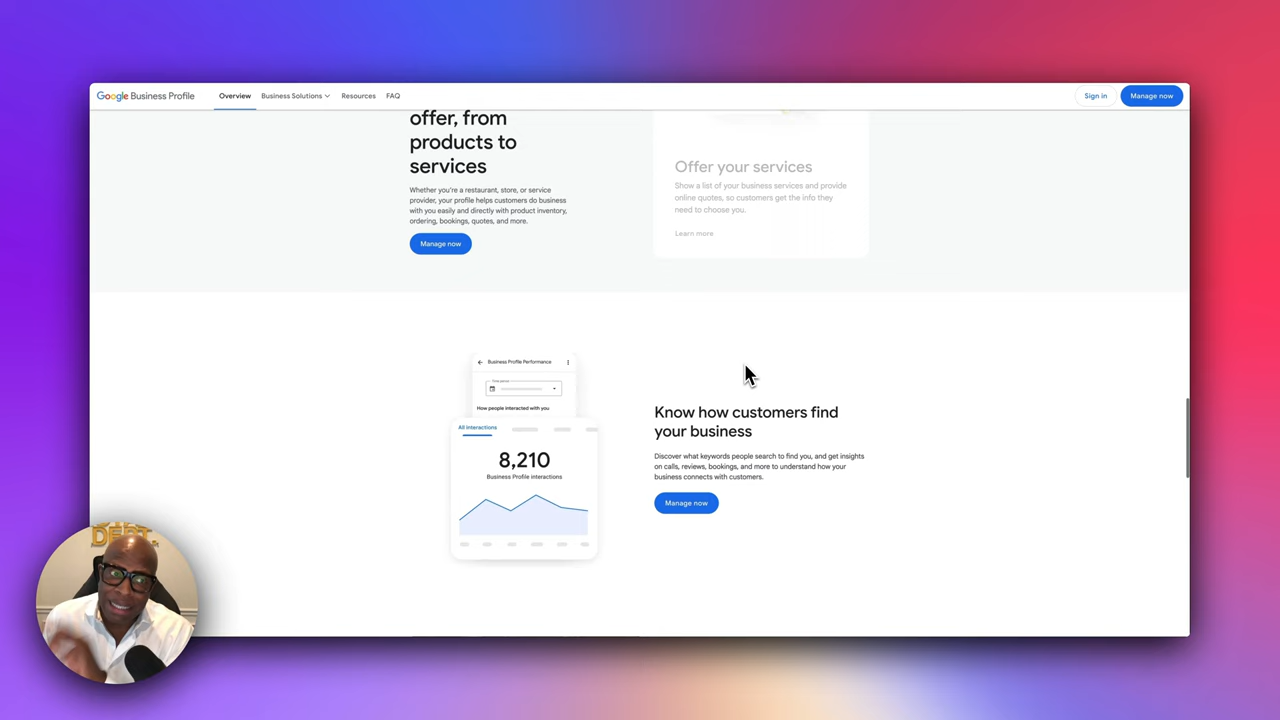 Google Business Profile
Overview
Business Solutions
Resources
FAQ
Sign in
Manage now
offer, from
products to
services
Whether you're a restaurant, store, or service
provider, your profile helps customers do business
with you easily and directly with product inventory,
ordering, bookings, quotes, and more.
Manage now
Offer your services
Show a list of your business services and provide
online quotes, so customers get the info they
need to choose you.
Learn more
Business Profile Performance
Time period
How people interacted with you
All interactions
8,210
Business Profile interactions
Know how customers find
your business
Discover what keywords people search to find you, and get insights
on calls, reviews, bookings, and more to understand how your
business connects with customers.
Manage now
DEPT.